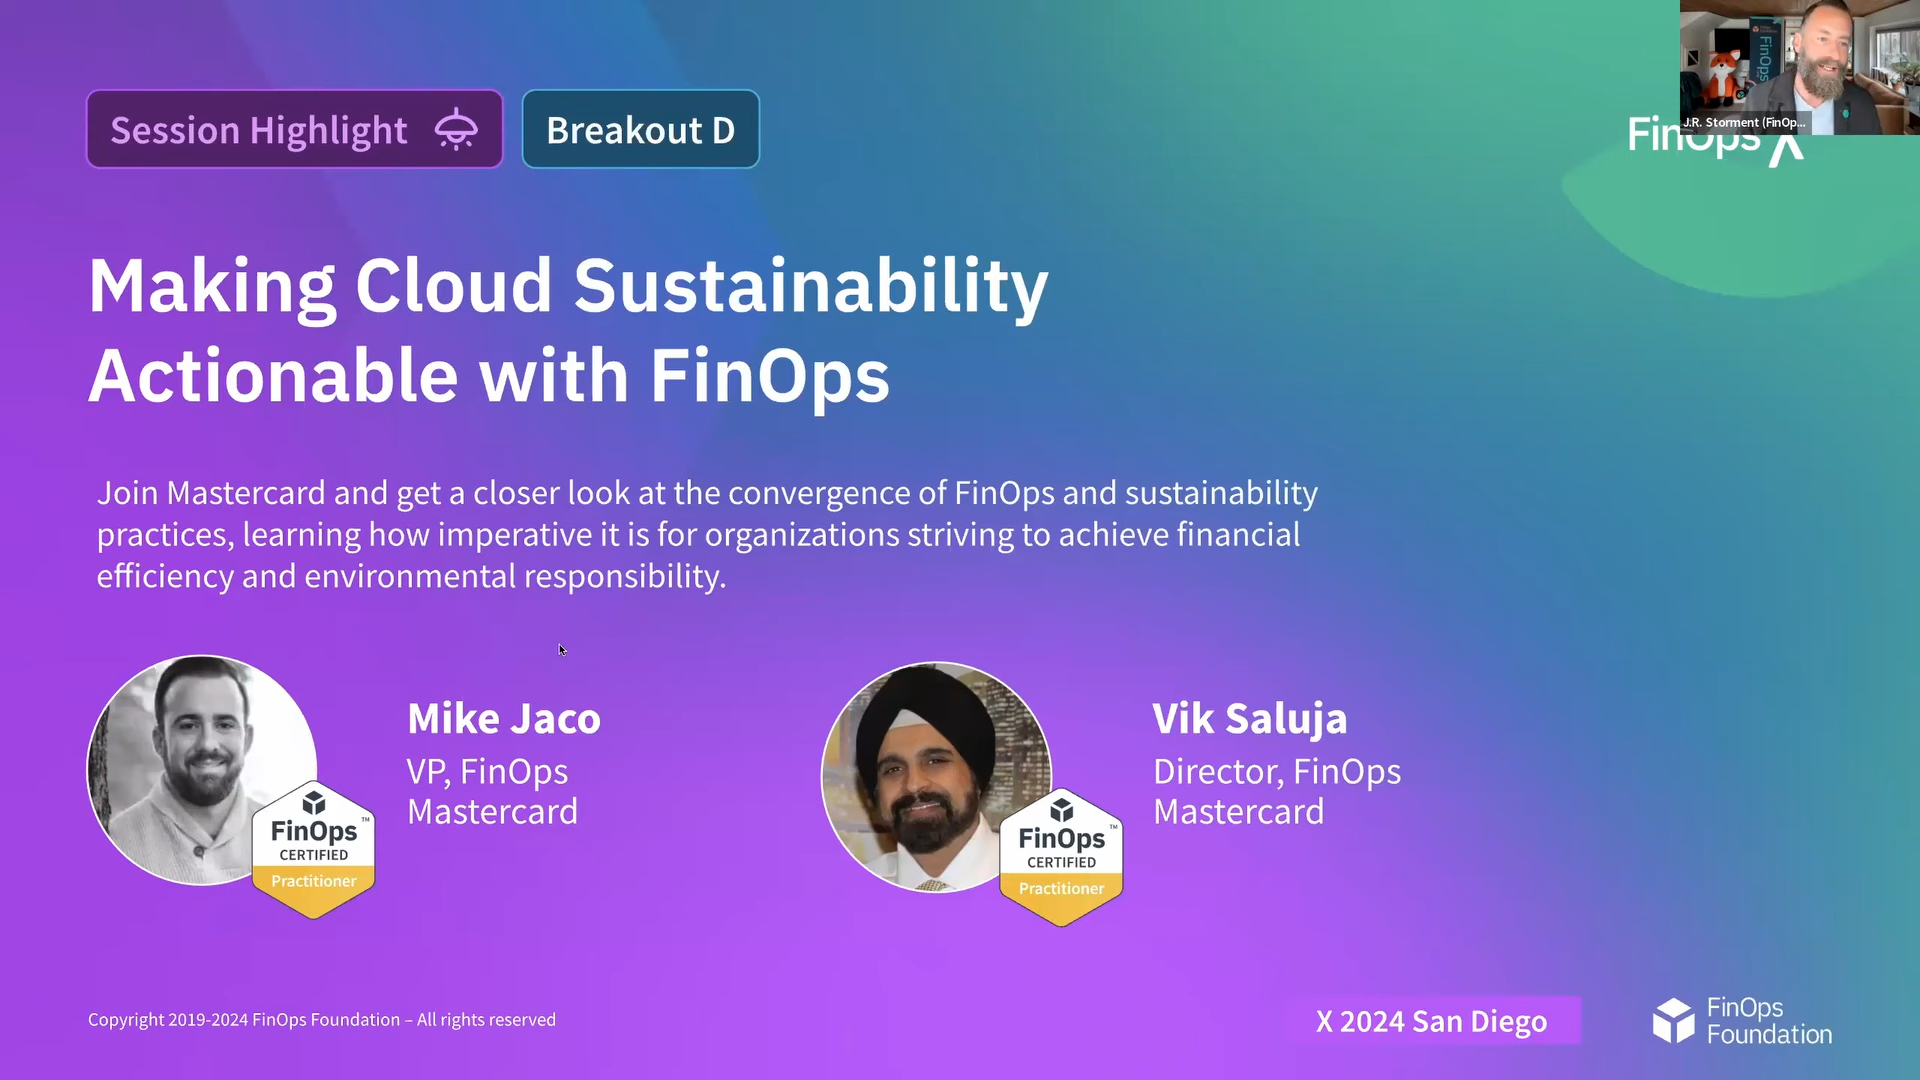 Session Highlight
Breakout D
J.R. Storment (FinOp...
FinOps X
FinOps
Making Cloud Sustainability
Actionable with FinOps
Join Mastercard and get a closer look at the convergence of FinOps and sustainability
practices, learning how imperative it is for organizations striving to achieve financial
efficiency and environmental responsibility.
Mike Jaco
VP, FinOps
Mastercard
FinOps™
CERTIFIED
Practitioner
Vik Saluja
Director, FinOps
Mastercard
FinOps™
CERTIFIED
Practitioner
Copyright 2019-2024 FinOps Foundation – All rights reserved
X 2024 San Diego
FinOps
Foundation